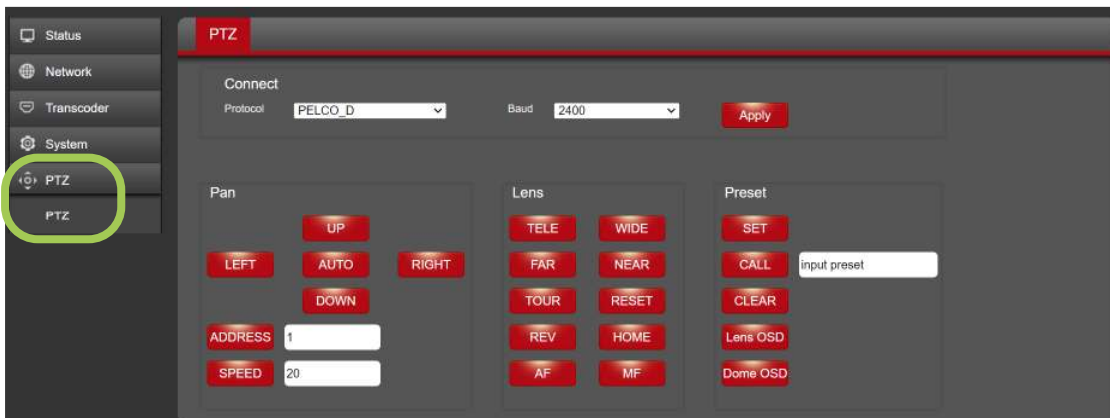 Status
Network
Transcoder
System
PTZ
PTZ
PTZ
Connect
Protocol PELCO_D Baud 2400 Apply
Pan
UP
LEFT AUTO RIGHT
DOWN
ADDRESS 1
SPEED 20
Lens
TELE WIDE
FAR NEAR
TOUR RESET
REV HOME
AF MF
Preset
SET
CALL input preset
CLEAR
Lens OSD
Dome OSD